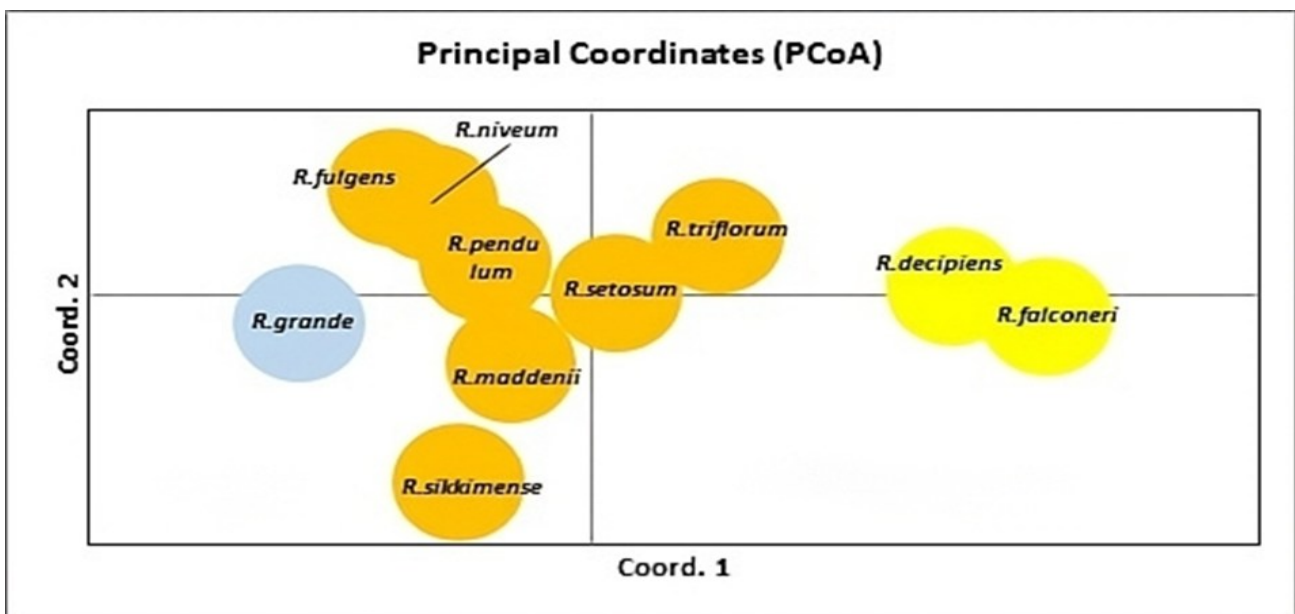 Principal Coordinates (PCoA)
R.niveum
R.fulgens
R.triflorum
R.pendu
lum
R.decipiens
R.setosum
R.grande
R.falconeri
R.maddenii
R.sikkimense
Coord. 2
Coord. 1